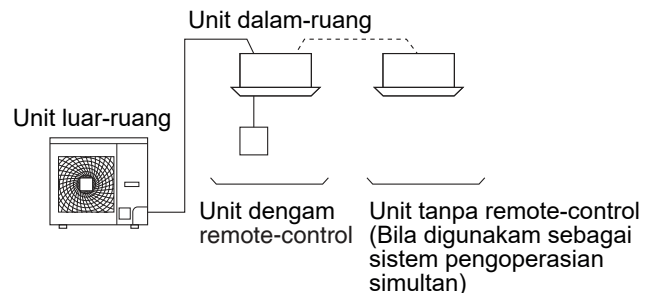 Unit dalam-ruang
Unit luar-ruang
Unit dengam
remote-control
Unit tanpa remote-control
(Bila digunakam sebagai
sistem pengoperasian
simultan)